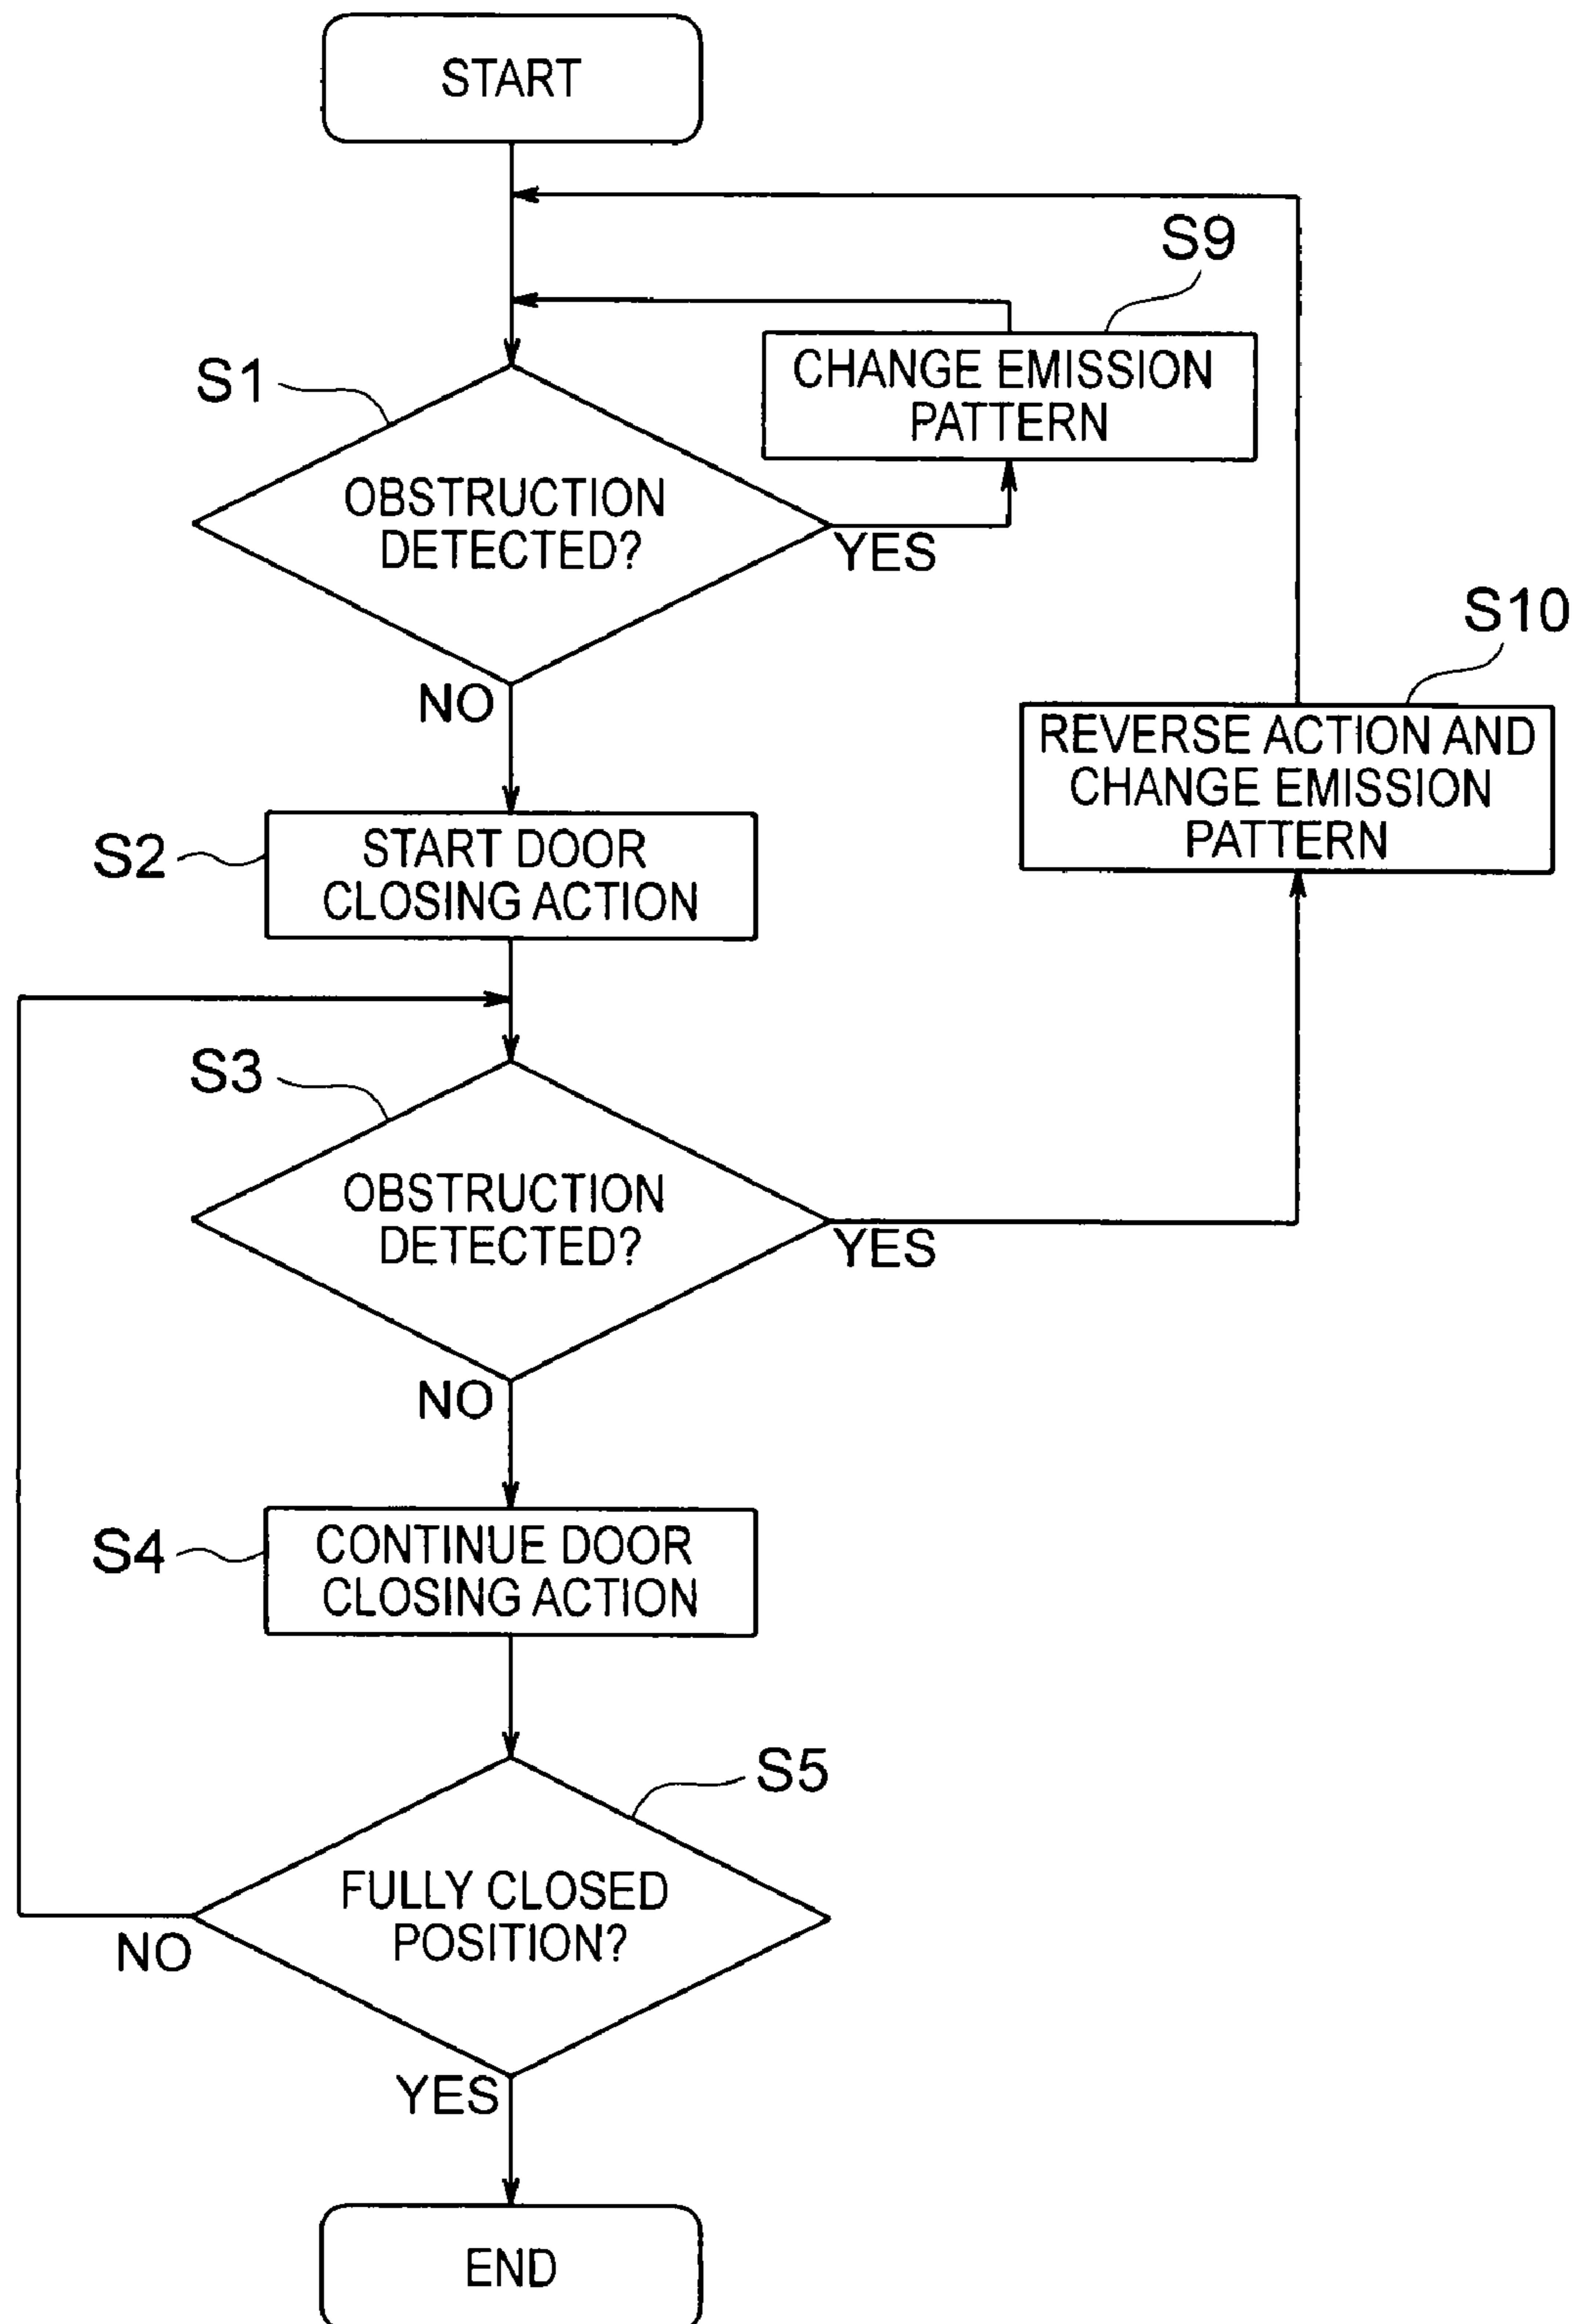 START
S9
CHANGE EMISSION
PATTERN
S1
OBSTRUCTION
DETECTED?
YES
NO
S10
REVERSE ACTION AND
CHANGE EMISSION
PATTERN
S2
START DOOR
CLOSING ACTION
S3
OBSTRUCTION
DETECTED?
YES
NO
S4
CONTINUE DOOR
CLOSING ACTION
S5
FULLY CLOSED
POSITION?
NO
YES
END